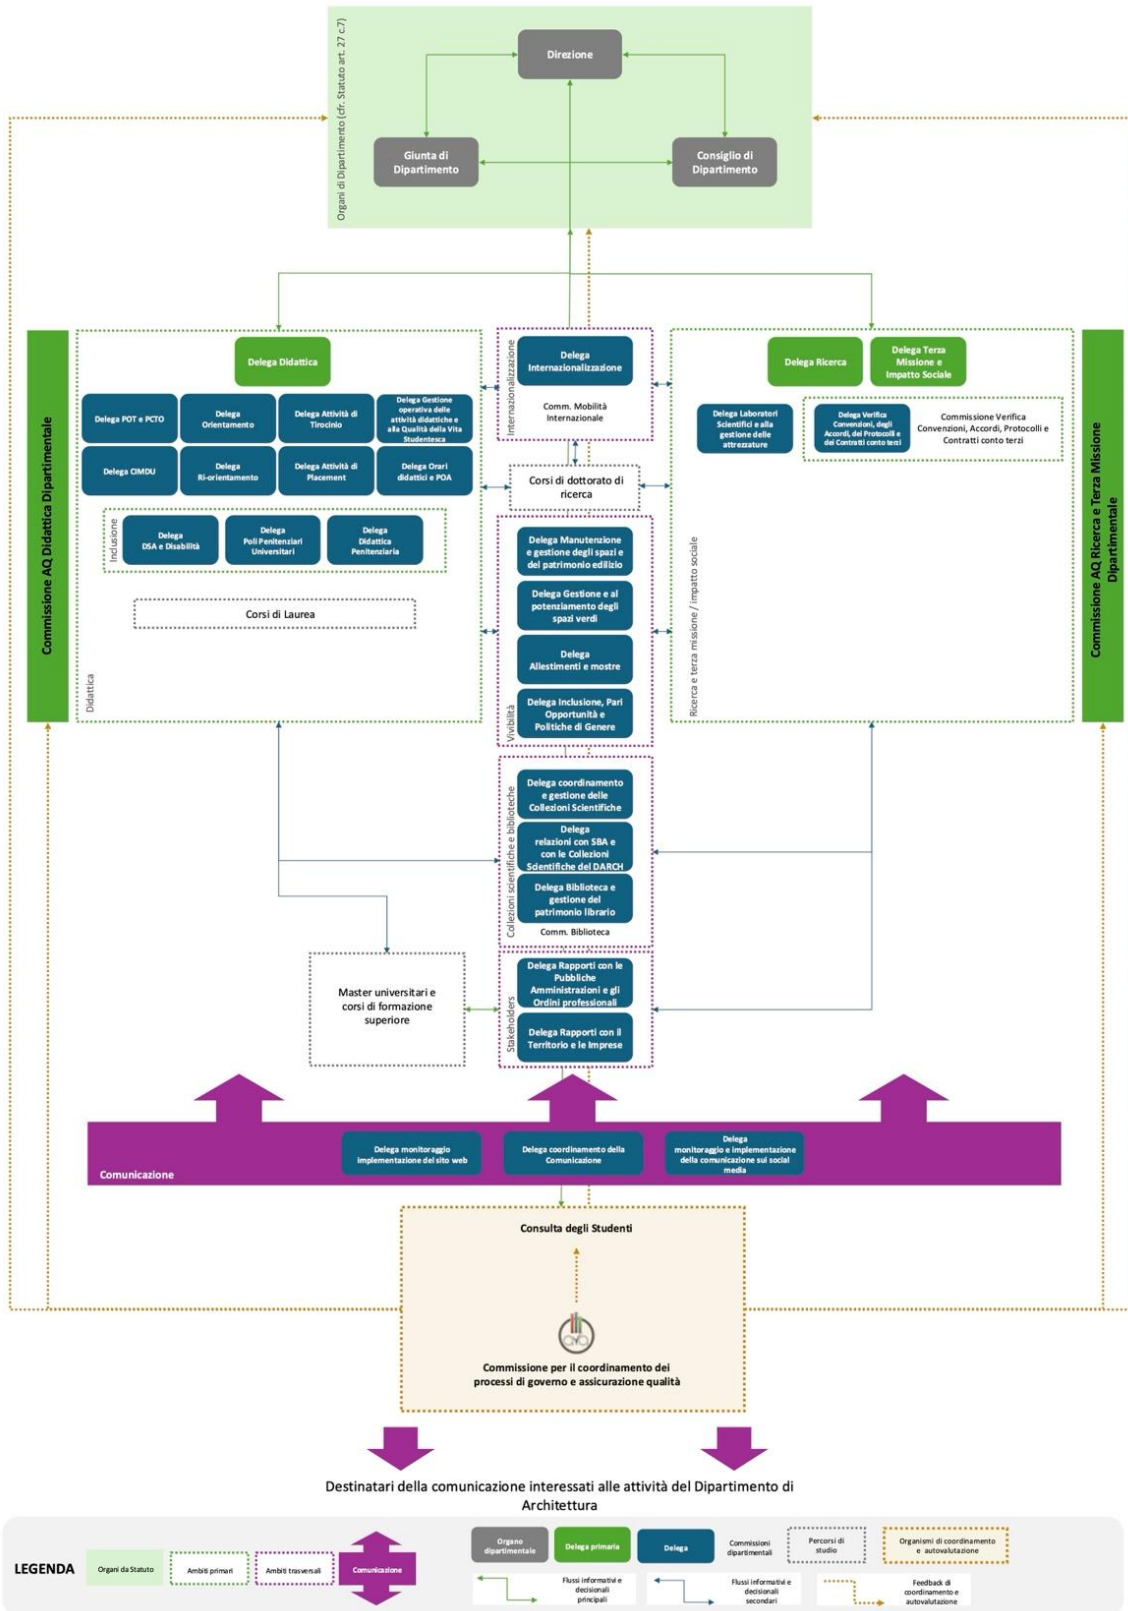 Organi di Dipartimento (cfr. Statuto art. 27 c.7)
Direzione
Giunta di
Dipartimento
Consiglio di
Dipartimento
Commissione AQ Didattica Dipartimentale
Didattica
Delega Didattica
Delega POT e PCTO
Delega
Orientamento
Delega Attività di
Tirocinio
Delega Gestione
operativa delle
attività didattiche e
alla Qualità della Vita
Studentesca
Delega CIMDU
Delega
Ri-orientamento
Delega Attività di
Placement
Delega Orari
didattici e POA
Inclusione
Delega
DSA e Disabilità
Delega
Poli Penitenziari
Universitari
Delega
Didattica
Penitenziaria
Corsi di Laurea
Internazionalizzazione
Delega
Internazionalizzazione
Comm. Mobilità
Internazionale
Corsi di dottorato di
ricerca
Vivibilità
Delega Manutenzione
e gestione degli spazi e
del patrimonio edilizio
Delega Gestione e al
potenziamento degli
spazi verdi
Delega
Allestimenti e mostre
Delega Inclusione, Pari
Opportunità e
Politiche di Genere
Ricerca e terza missione / impatto sociale
Delega Ricerca
Delega Terza
Missione e
Impatto Sociale
Delega Laboratori
Scientifici e alla
gestione delle
attrezzature
Delega Verifica
Convenzioni, degli
Accordi, dei Protocolli e
dei Contratti conto terzi
Commissione Verifica
Convenzioni, Accordi, Protocolli e
Contratti conto terzi
Commissione AQ Ricerca e Terza Missione
Dipartimentale
Collezioni scientifiche e biblioteche
Delega coordinamento
e gestione delle
Collezioni Scientifiche
Delega
relazioni con SBA e
con le Collezioni
Scientifiche del DARCH
Delega Biblioteca e
gestione del
patrimonio librario
Comm. Biblioteca
Master universitari e
corsi di formazione
superiore
Stakeholders
Delega Rapporti con le
Pubbliche
Amministrazioni e gli
Ordini professionali
Delega Rapporti con il
Territorio e le Imprese
Comunicazione
Delega monitoraggio
implementazione del sito web
Delega coordinamento della
Comunicazione
Delega
monitoraggio e implementazione
della comunicazione sui social
media
Consulta degli Studenti
Commissione per il coordinamento dei
processi di governo e assicurazione qualità
Destinatari della comunicazione interessati alle attività del Dipartimento di
Architettura
LEGENDA
Organi da Statuto
Ambiti primari
Ambiti trasversali
Comunicazione
Organo
dipartimentale
Delega primaria
Delega
Commissioni
dipartimentali
Percorsi di
studio
Organismi di coordinamento
e autovalutazione
Flussi informativi e
decisionali
principali
Flussi informativi e
decisionali
secondari
Feedback di
coordinamento e
autovalutazione